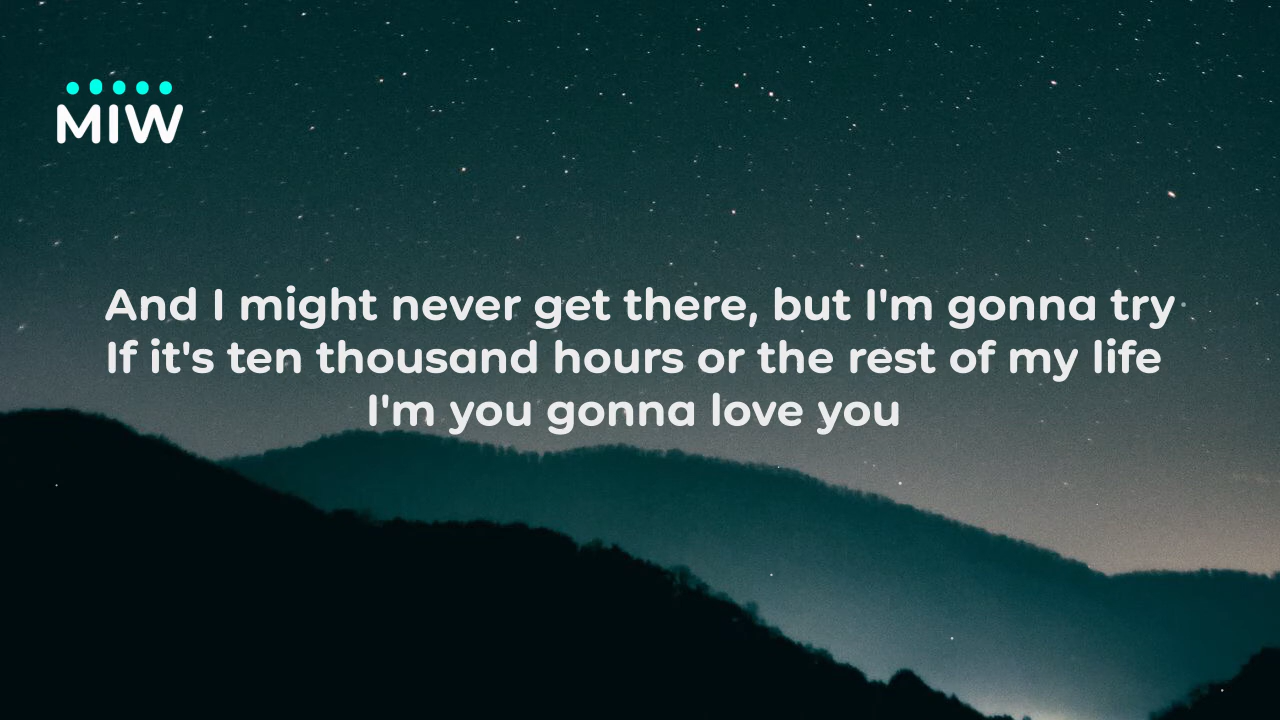 MIW
And I might never get there, but I'm gonna try
If it's ten thousand hours or the rest of my life
I'm you gonna love you